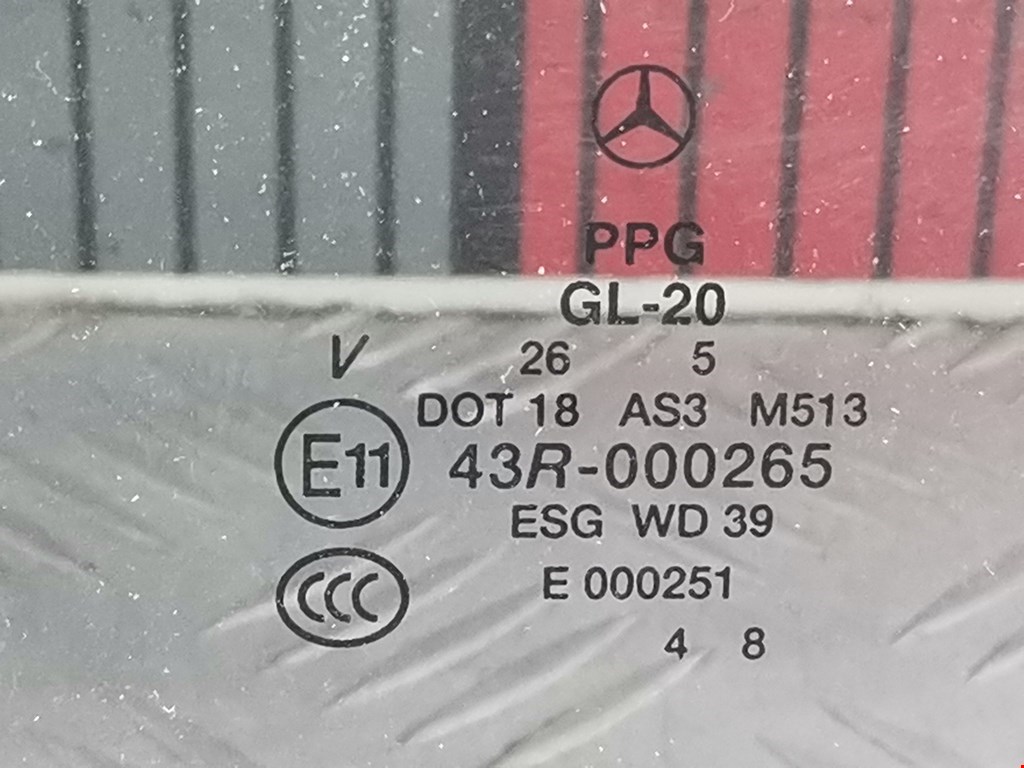 PPG
GL-20
V 26 5
DOT 18 AS3 M513
E11 43R-000265
ESG WD 39
CCC E 000251
4 8